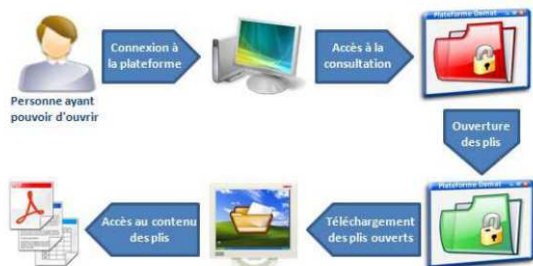 Plateforme Demat
Connexion à
la plateforme
Accès à la
consultation
Personne ayant
pouvoir d'ouvrir
Ouverture
des plis
Plateforme Demat
Accès au contenu
des plis
Téléchargement
des plis ouverts